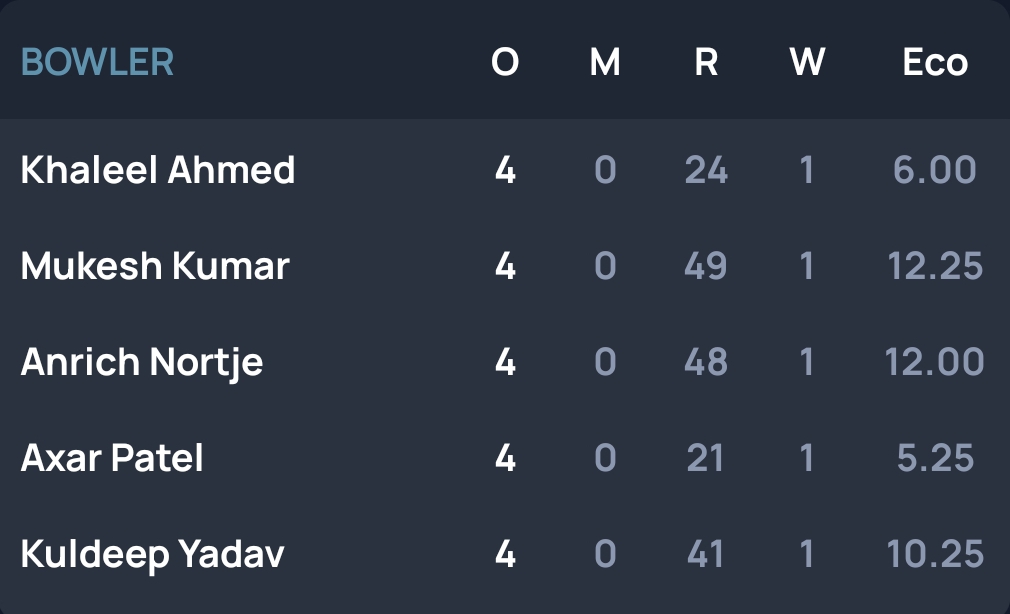 BOWLER O M R W Eco
Khaleel Ahmed 4 0 24 1 6.00
Mukesh Kumar 4 0 49 1 12.25
Anrich Nortje 4 0 48 1 12.00
Axar Patel 4 0 21 1 5.25
Kuldeep Yadav 4 0 41 1 10.25